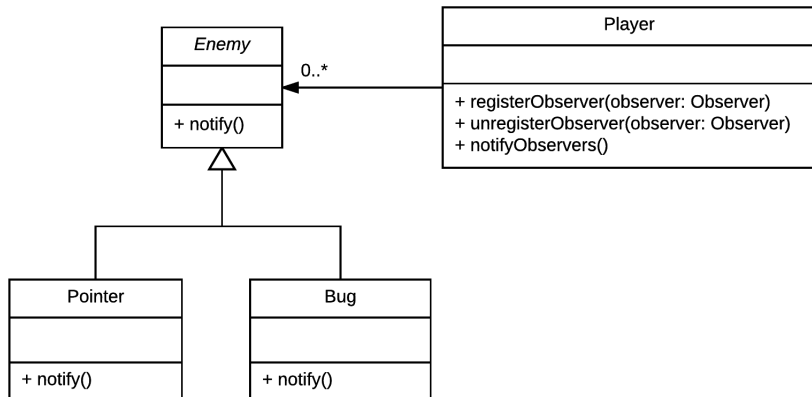 Enemy
+ notify()
0..*
Player
+ registerObserver(observer: Observer)
+ unregisterObserver(observer: Observer)
+ notifyObservers()
Pointer
+ notify()
Bug
+ notify()